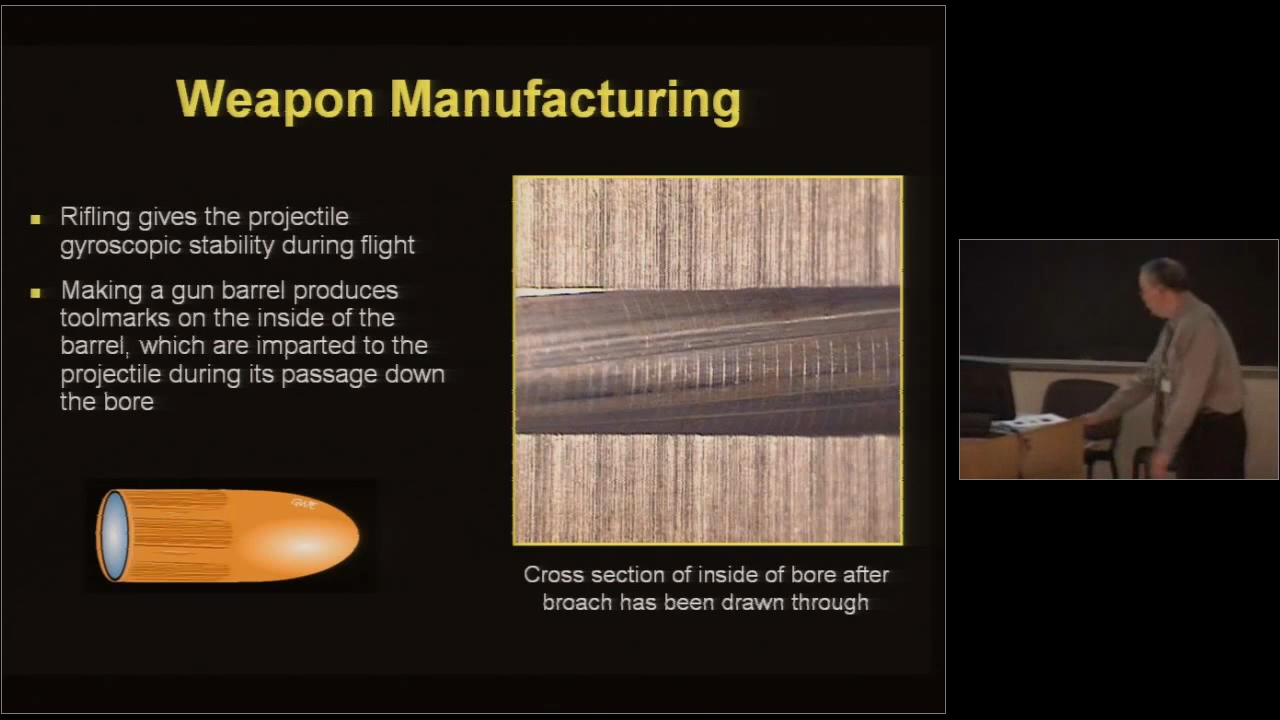 Weapon Manufacturing
Rifling gives the projectile
gyroscopic stability during flight
Making a gun barrel produces
toolmarks on the inside of the
barrel, which are imparted to the
projectile during its passage down
the bore
Cross section of inside of bore after
broach has been drawn through